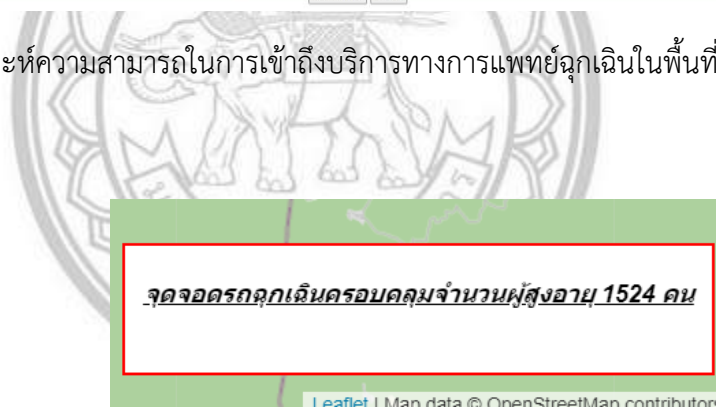 ะห์ความสามารถในการเข้าถึงบริการทางการแพทย์ฉุกเฉินในพื้นที่
จุดจอดรถฉุกเฉินครอบคลุมจำนวนผู้สูงอายุ 1524 คน
Leaflet | Map data © OpenStreetMap contributors